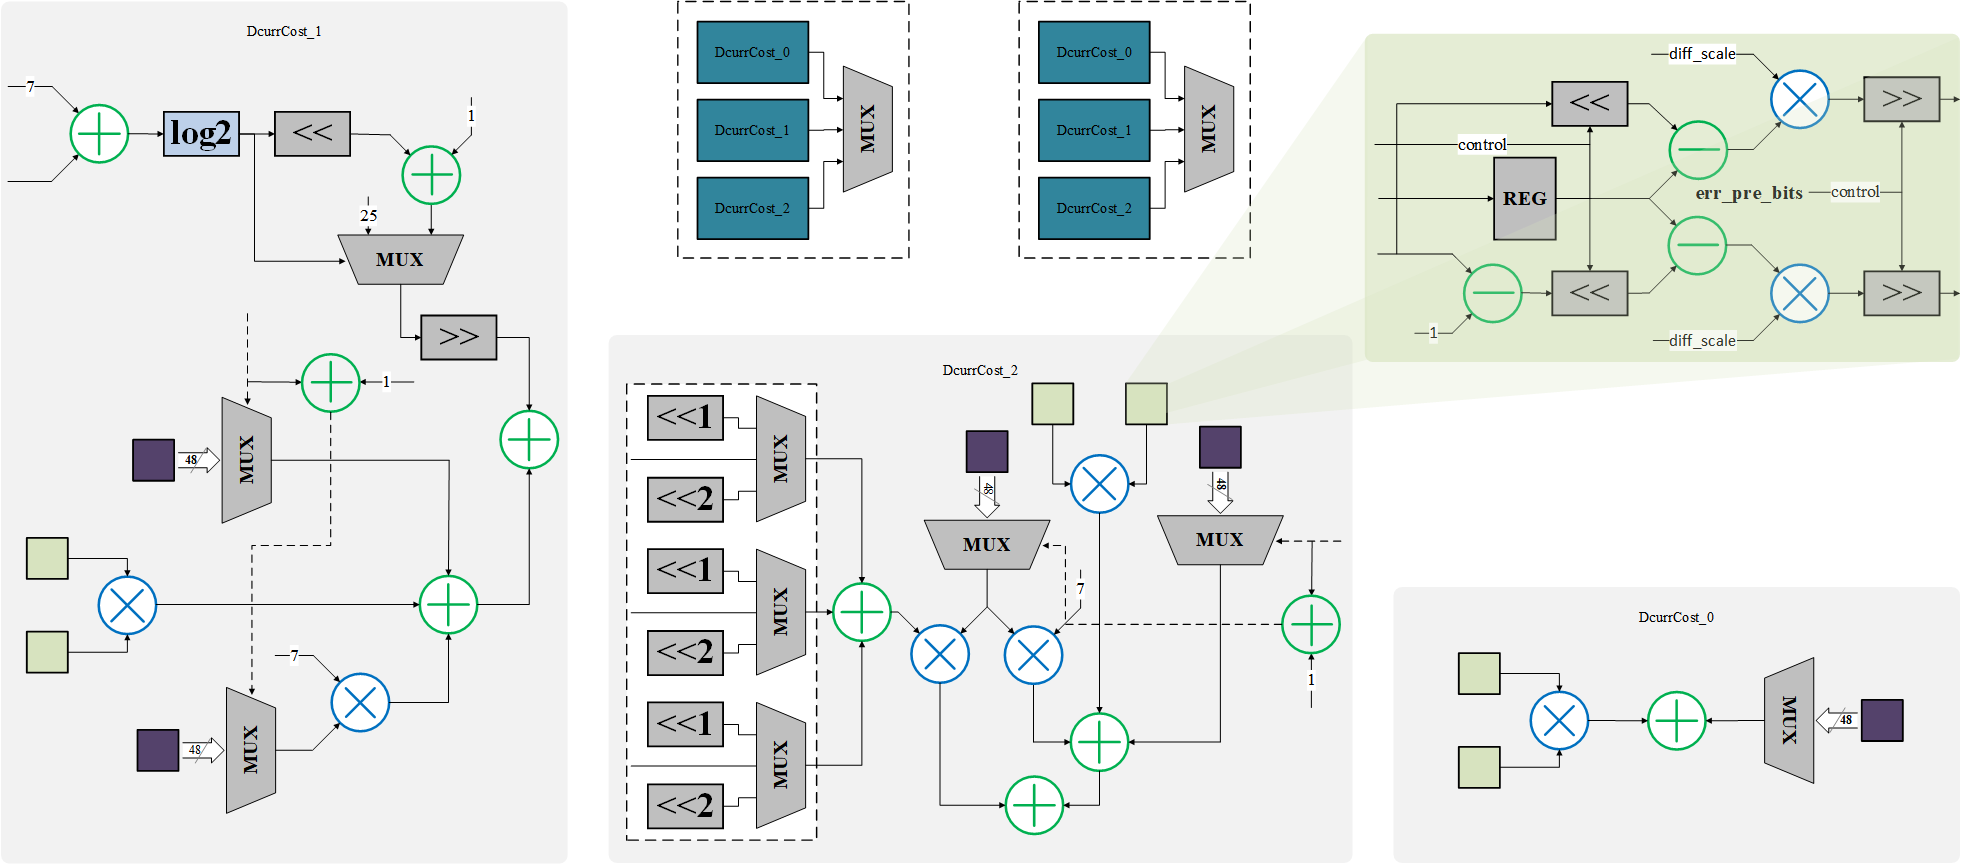 DcurrCost_1
7
log2
<<
1
25
MUX
>>
1
MUX
48
7
MUX
48
DcurrCost_0
DcurrCost_1
DcurrCost_2
MUX
DcurrCost_0
DcurrCost_1
DcurrCost_2
MUX
diff_scale
<<
>>
control
REG
err_pre_bits
control
<<
>>
1
diff_scale
DcurrCost_2
<<1
MUX
<<2
<<1
MUX
<<2
<<1
MUX
<<2
48
48
MUX
MUX
7
1
DcurrCost_0
MUX
48